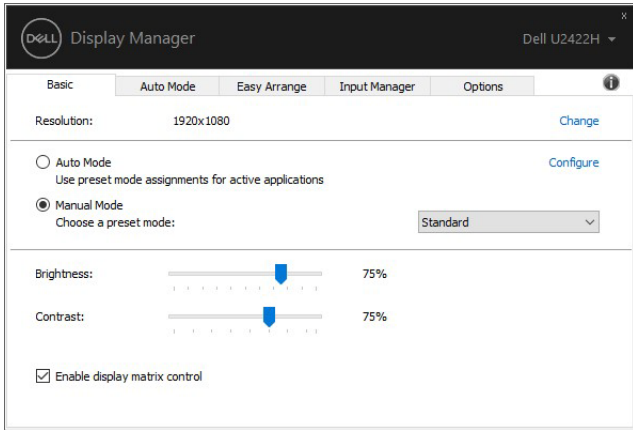 x
DELL Display Manager
Dell U2422H
Basic Auto Mode Easy Arrange Input Manager Options i
Resolution: 1920x1080 Change
Auto Mode Configure
Use preset mode assignments for active applications
Manual Mode
Choose a preset mode: Standard
Brightness: 75%
Contrast: 75%
Enable display matrix control